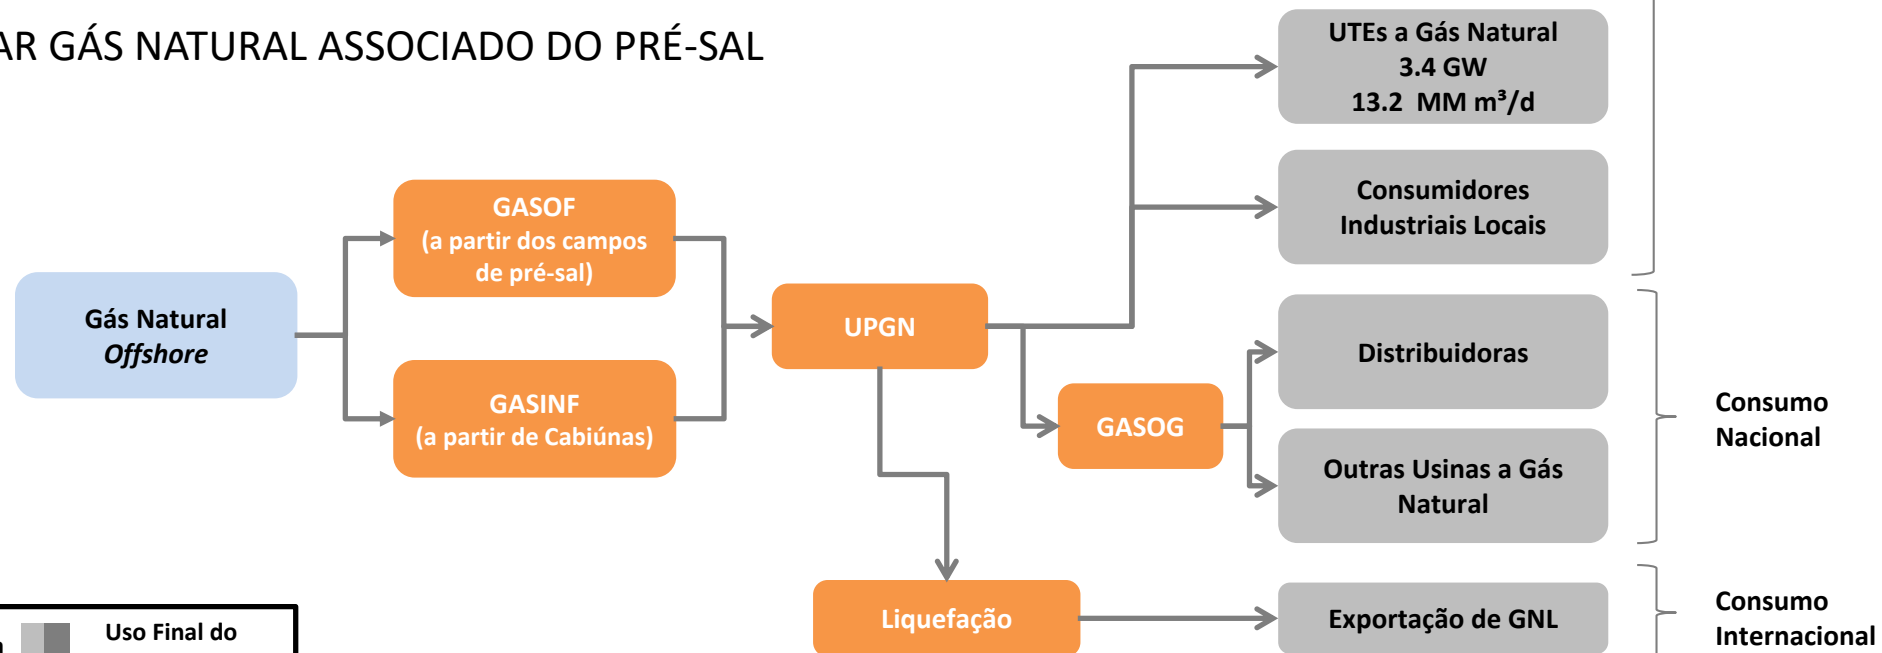 AR GÁS NATURAL ASSOCIADO DO PRÉ-SAL
UTEs a Gás Natural
3.4 GW
13.2 MM m³/d
Consumidores
Industriais Locais
GASOF
(a partir dos campos
de pré-sal)
Gás Natural
Offshore
UPGN
Distribuidoras
GASINF
(a partir de Cabiúnas)
GASOG
Consumo
Nacional
Outras Usinas a Gás
Natural
Liquefação
Exportação de GNL
Consumo
Internacional
Uso Final do